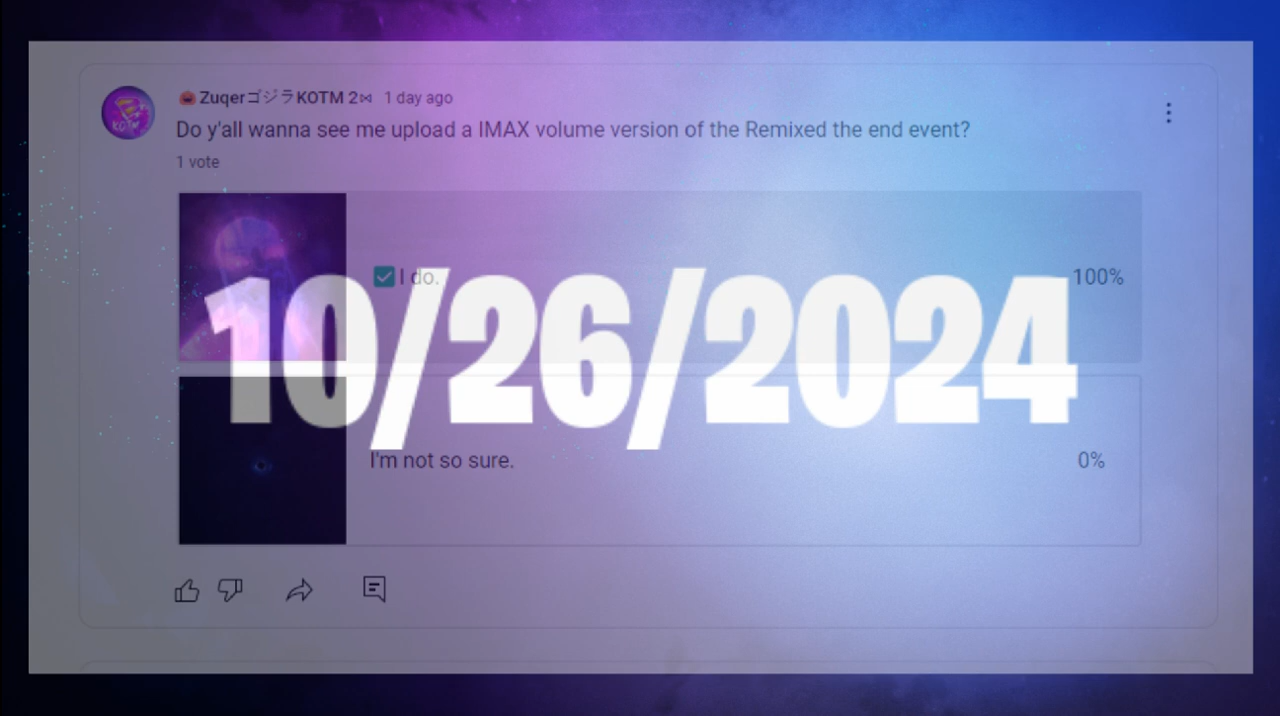 🎃Zuqerゴジラ KOTM 2⋈ 1 day ago
Do y'all wanna see me upload a IMAX volume version of the Remixed the end event?
1 vote
✅ I do. 100%
10/26/2024
I'm not so sure. 0%